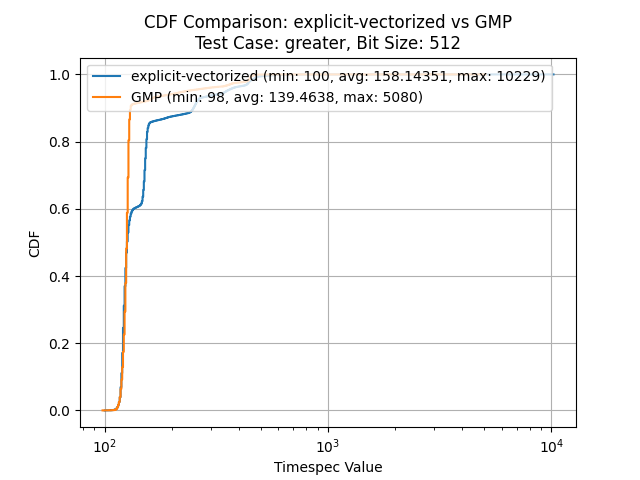 CDF Comparison: explicit-vectorized vs GMP
Test Case: greater, Bit Size: 512
explicit-vectorized (min: 100, avg: 158.14351, max: 10229)
GMP (min: 98, avg: 139.4638, max: 5080)
1.0
0.8
0.6
0.4
0.2
0.0
CDF
10²
10³
10⁴
Timespec Value